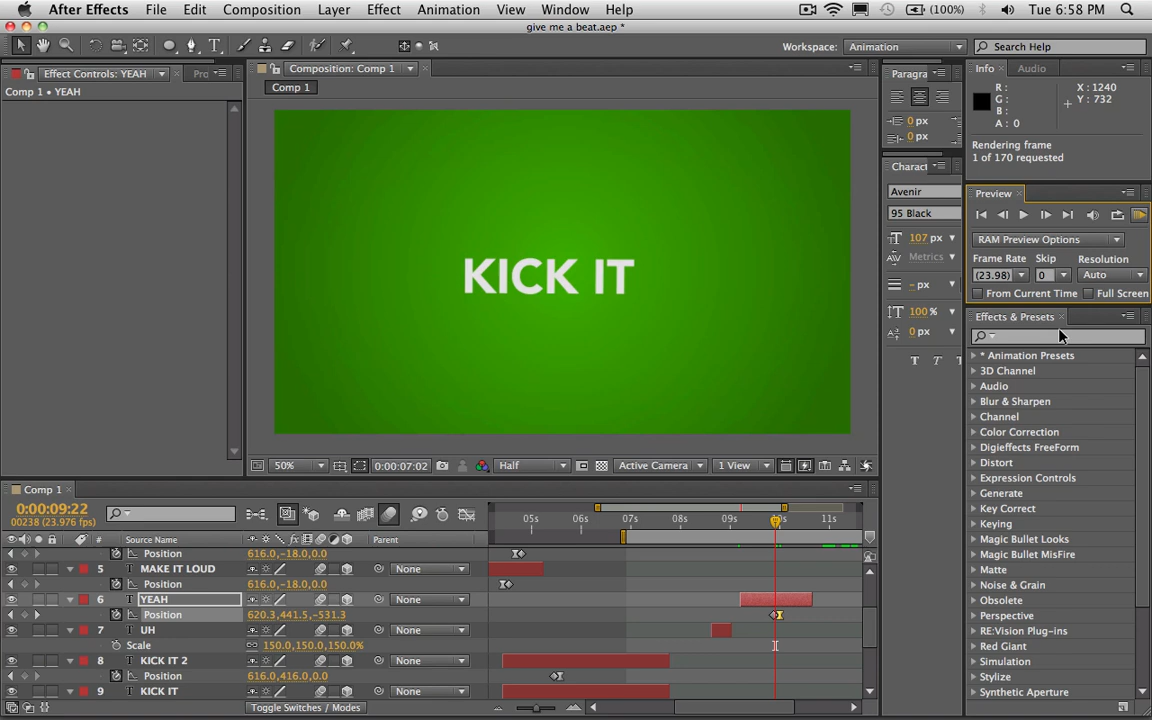 After Effects File Edit Composition Layer Effect Animation View Window Help (100%) Tue 6:58 PM
give me a beat.aep *
Workspace: Animation Search Help
Effect Controls: YEAH
Composition: Comp 1
Paragra
Info Audio
Comp 1 • YEAH
Comp 1
R: X: 1240
G: Y: 732
B:
A: 0
0 px
0 px
Rendering frame
1 of 170 requested
Charact
Preview
Avenir
95 Black
107 px
Metrics
- px
100 %
0 px
T T
RAM Preview Options
Frame Rate Skip Resolution
(23.98) 0 Auto
From Current Time Full Screen
KICK IT
Effects & Presets
* Animation Presets
3D Channel
Audio
Blur & Sharpen
Channel
Color Correction
Digieffects FreeForm
Distort
Expression Controls
Generate
Key Correct
Keying
Magic Bullet Looks
Magic Bullet MisFire
Matte
Noise & Grain
Obsolete
Perspective
RE:Vision Plug-ins
Red Giant
Simulation
Stylize
Synthetic Aperture
50% 0:00:07:02 Half Active Camera 1 View
Comp 1
0:00:09:22
00238 (23.976 fps)
05s 06s 07s 08s 09s 0s 11s
# Source Name Parent
Position 616.0,-18.0,0.0
5 T MAKE IT LOUD None
Position 616.0,-18.0,0.0
6 T YEAH None
Position 620.3,441.5,-531.3
7 T UH None
Scale 150.0,150.0,150.0%
8 T KICK IT 2 None
Position 616.0,416.0,0.0
9 T KICK IT None
Toggle Switches / Modes